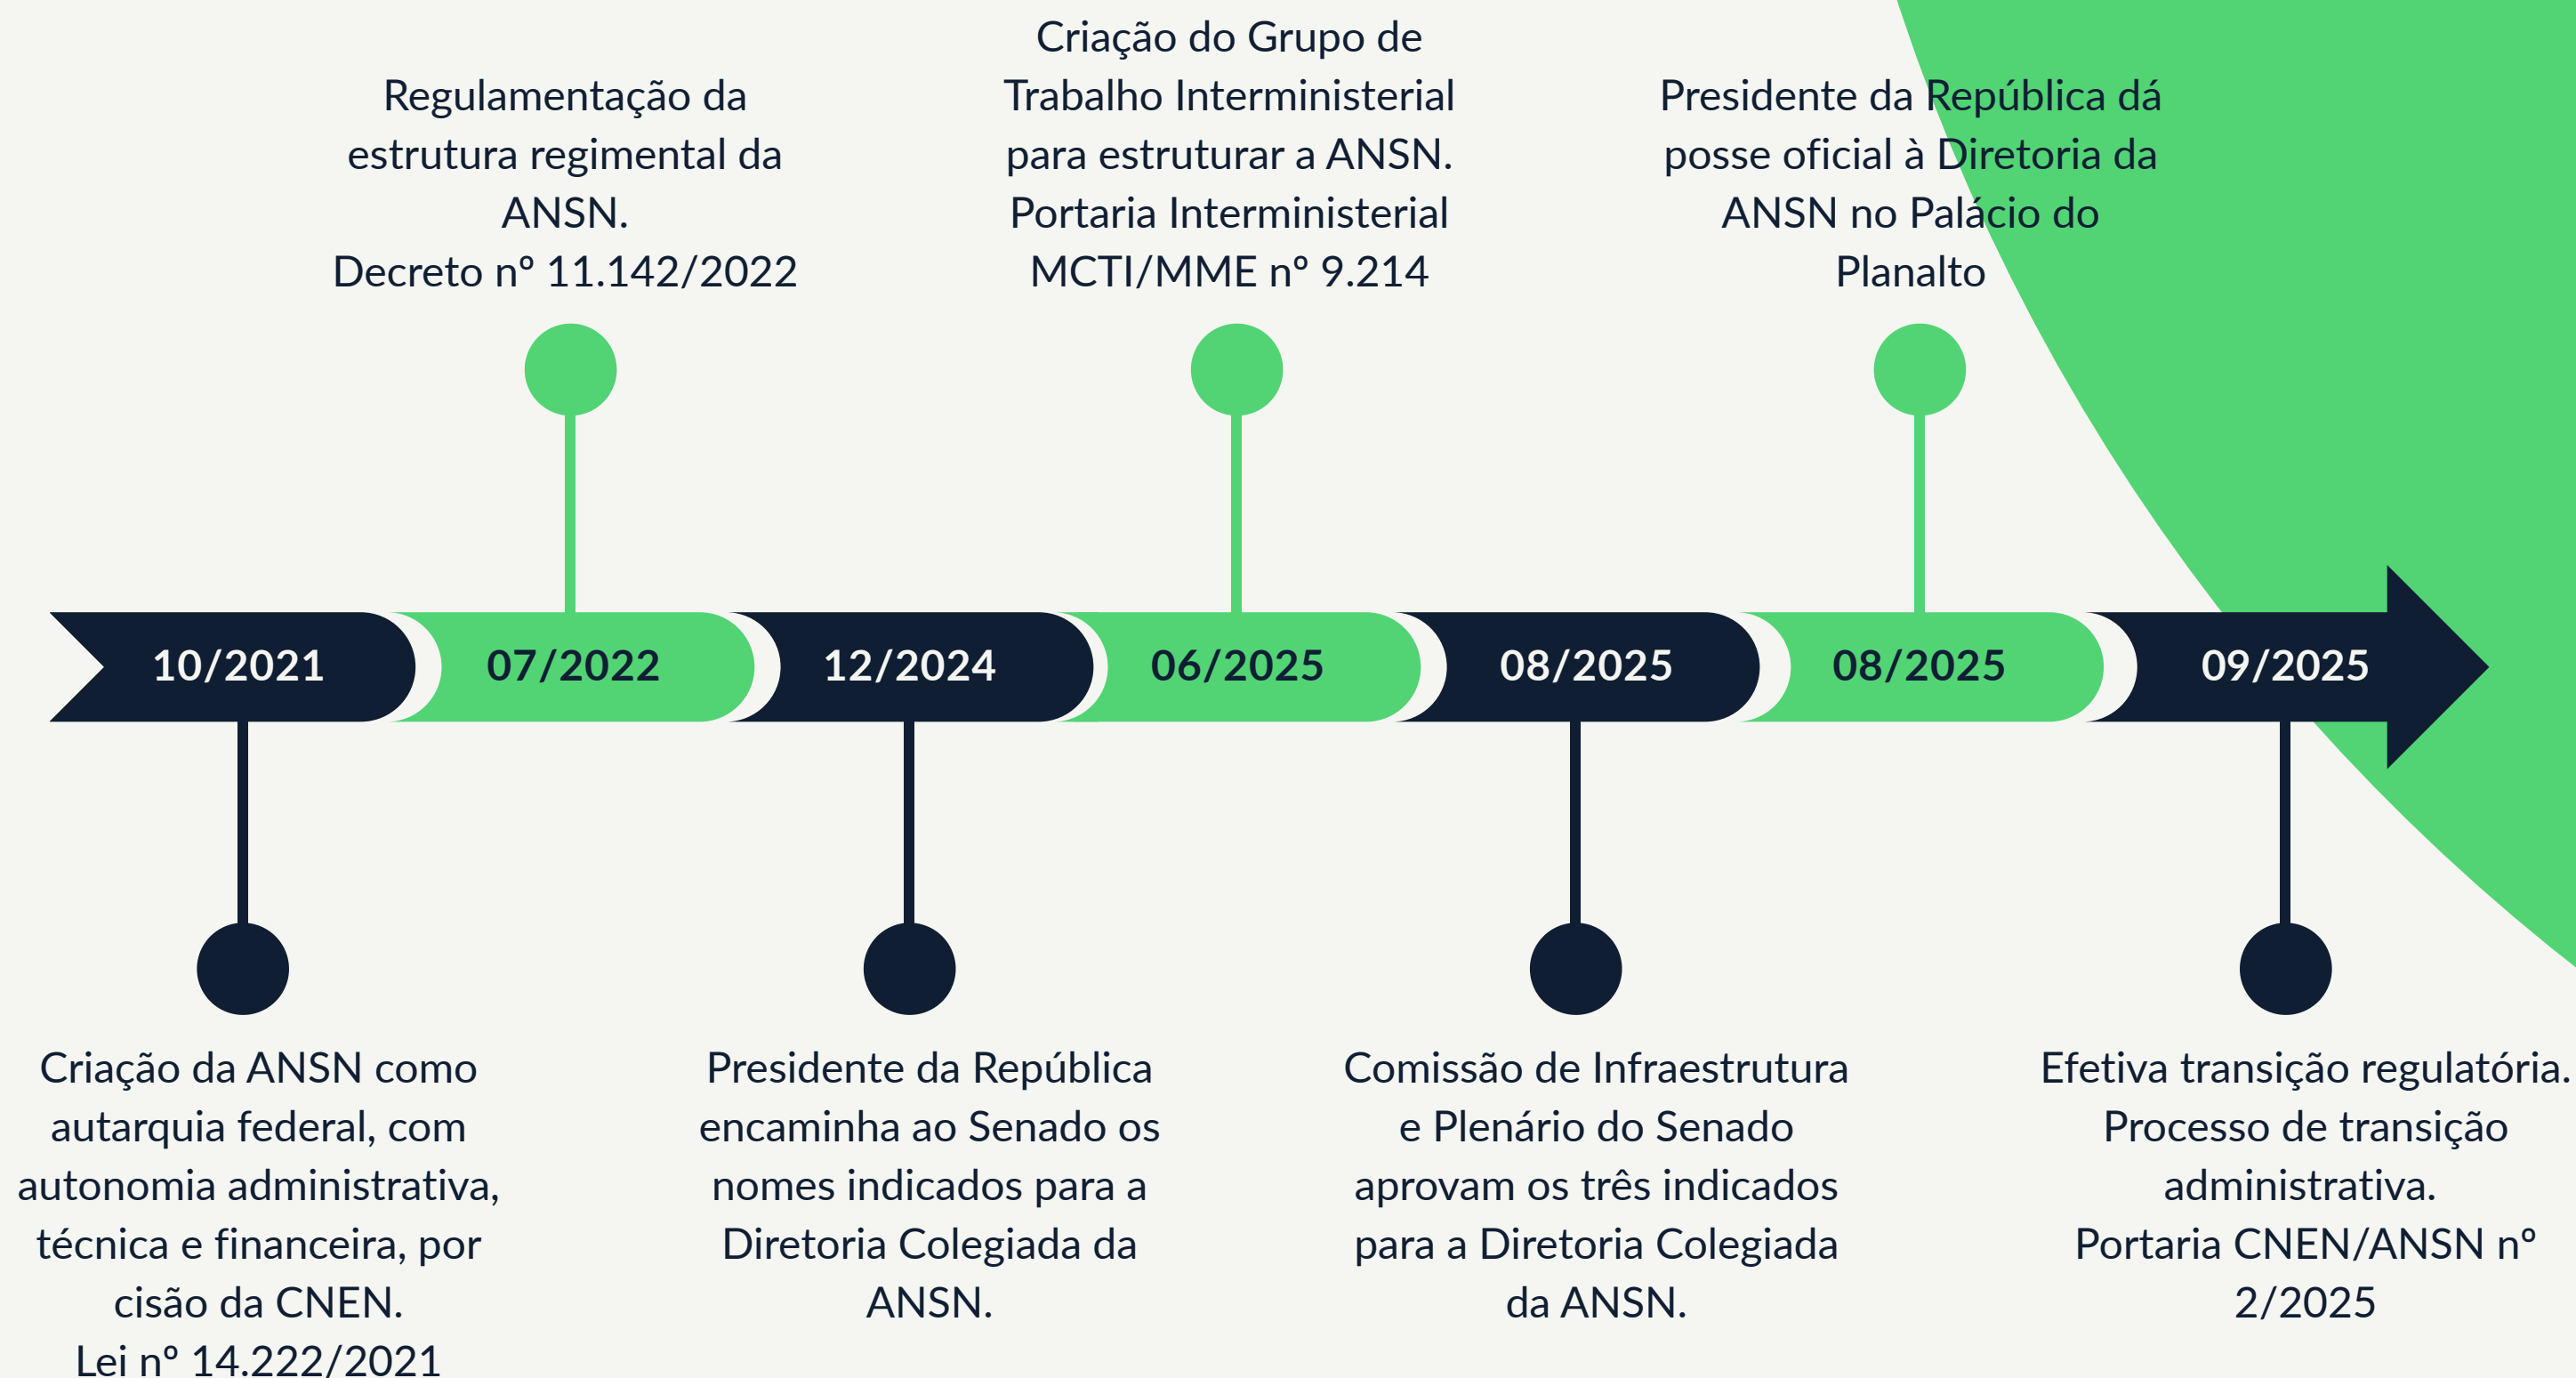 Regulamentação da
estrutura regimental da
ANSN.
Decreto nº 11.142/2022
Criação do Grupo de
Trabalho Interministerial
para estruturar a ANSN.
Portaria Interministerial
MCTI/MME nº 9.214
Presidente da República dá
posse oficial à Diretoria da
ANSN no Palácio do
Planalto
10/2021
07/2022
12/2024
06/2025
08/2025
08/2025
09/2025
Criação da ANSN como
autarquia federal, com
autonomia administrativa,
técnica e financeira, por
cisão da CNEN.
Lei nº 14.222/2021
Presidente da República
encaminha ao Senado os
nomes indicados para a
Diretoria Colegiada da
ANSN.
Comissão de Infraestrutura
e Plenário do Senado
aprovam os três indicados
para a Diretoria Colegiada
da ANSN.
Efetiva transição regulatória.
Processo de transição
administrativa.
Portaria CNEN/ANSN nº
2/2025